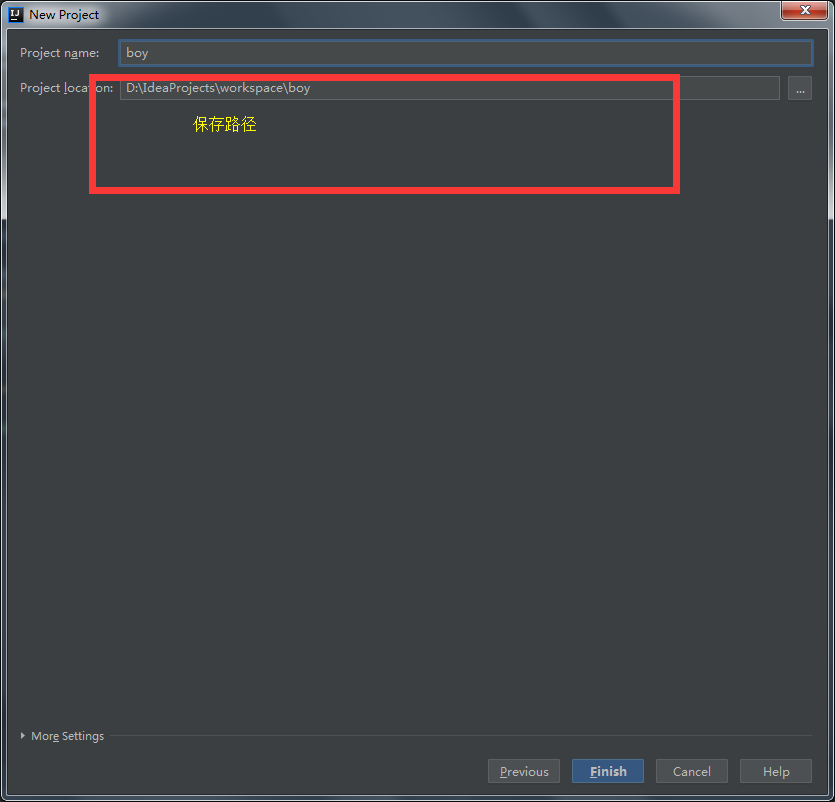 New Project
Project name: boy
Project location: D:\IdeaProjects\workspace\boy ...
保存路径
More Settings
Previous Finish Cancel Help